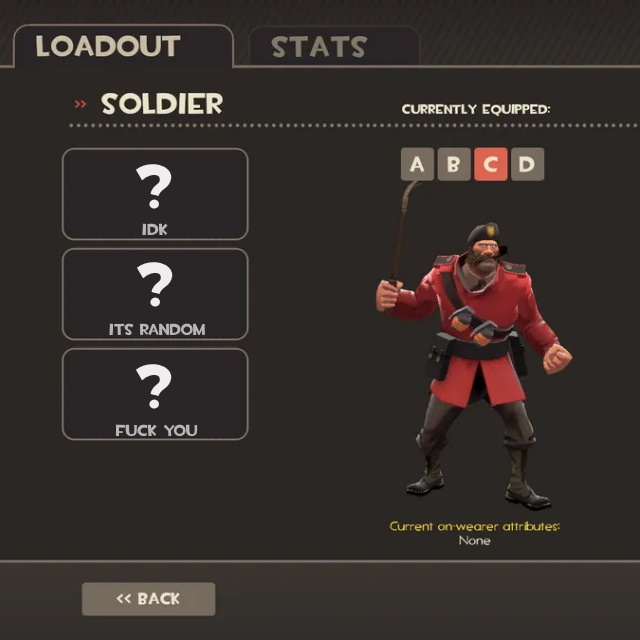 LOADOUT
STATS
» SOLDIER
CURRENTLY EQUIPPED:
A B C D
?
IDK
?
ITS RANDOM
?
FUCK YOU
Current on-wearer attributes:
None
<< BACK